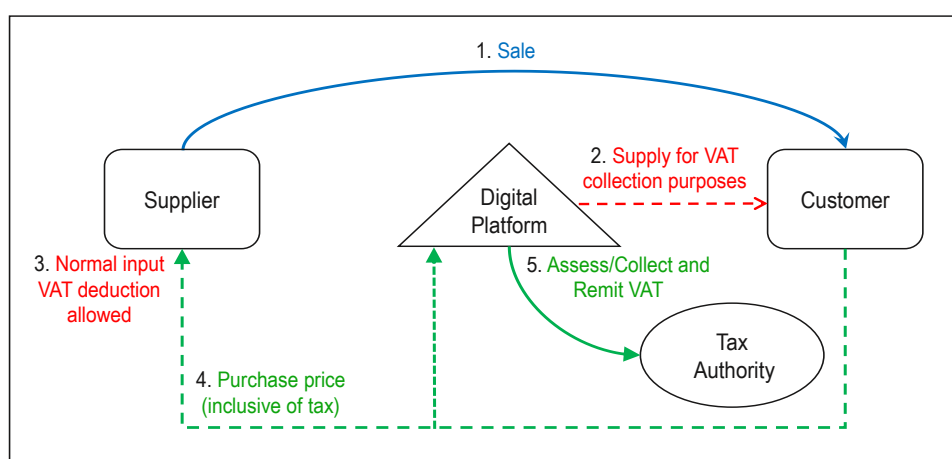 1. Sale
Supplier
Digital
Platform
2. Supply for VAT
collection purposes
Customer
3. Normal input
VAT deduction
allowed
5. Assess/Collect and
Remit VAT
Tax
Authority
4. Purchase price
(inclusive of tax)